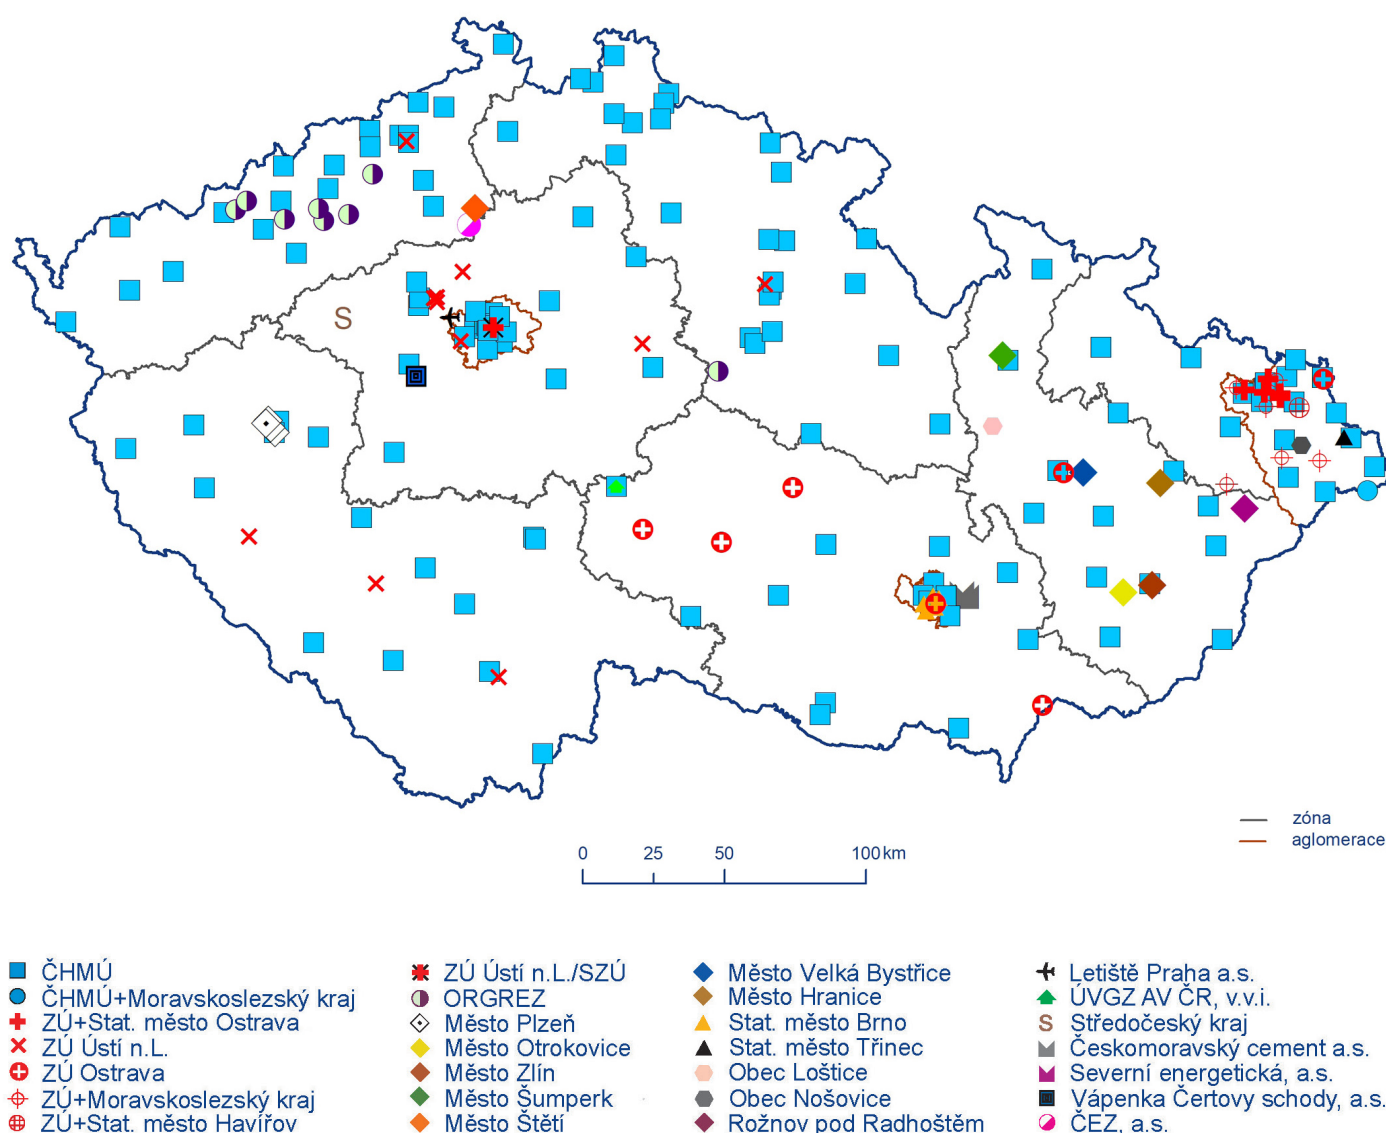 S
zóna
aglomerace
0 25 50 100 km
ČHMÚ
ČHMÚ+Moravskoslezský kraj
ZÚ+Stat. město Ostrava
ZÚ Ústí n.L.
ZÚ Ostrava
ZÚ+Moravskoslezský kraj
ZÚ+Stat. město Havířov
ZÚ Ústí n.L./SZÚ
ORGREZ
Město Plzeň
Město Otrokovice
Město Zlín
Město Šumperk
Město Štětí
Město Velká Bystřice
Město Hranice
Stat. město Brno
Stat. město Třinec
Obec Loštice
Obec Nošovice
Rožnov pod Radhoštěm
Letiště Praha a.s.
ÚVGZ AV ČR, v.v.i.
S Středočeský kraj
Českomoravský cement a.s.
Severní energetická, a.s.
Vápenka Čertovy schody, a.s.
ČEZ, a.s.